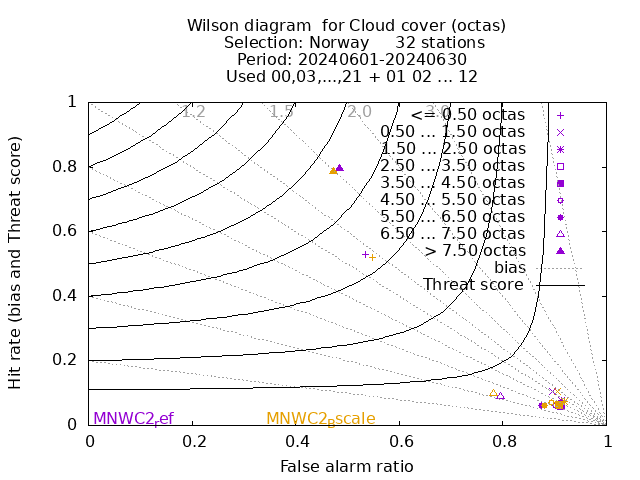 Wilson diagram for Cloud cover (octas)
Selection: Norway 32 stations
Period: 20240601-20240630
Used 00,03,...,21 + 01 02 ... 12
Hit rate (bias and Threat score)
1
0.8
0.6
0.4
0.2
0
1.2 1.5 2.0 3.0
<= 0.50 octas
0.50 ... 1.50 octas
1.50 ... 2.50 octas
2.50 ... 3.50 octas
3.50 ... 4.50 octas
4.50 ... 5.50 octas
5.50 ... 6.50 octas
6.50 ... 7.50 octas
> 7.50 octas
bias
Threat score
MNWC2ref MNWC2Bscale
0 0.2 0.4 0.6 0.8 1
False alarm ratio